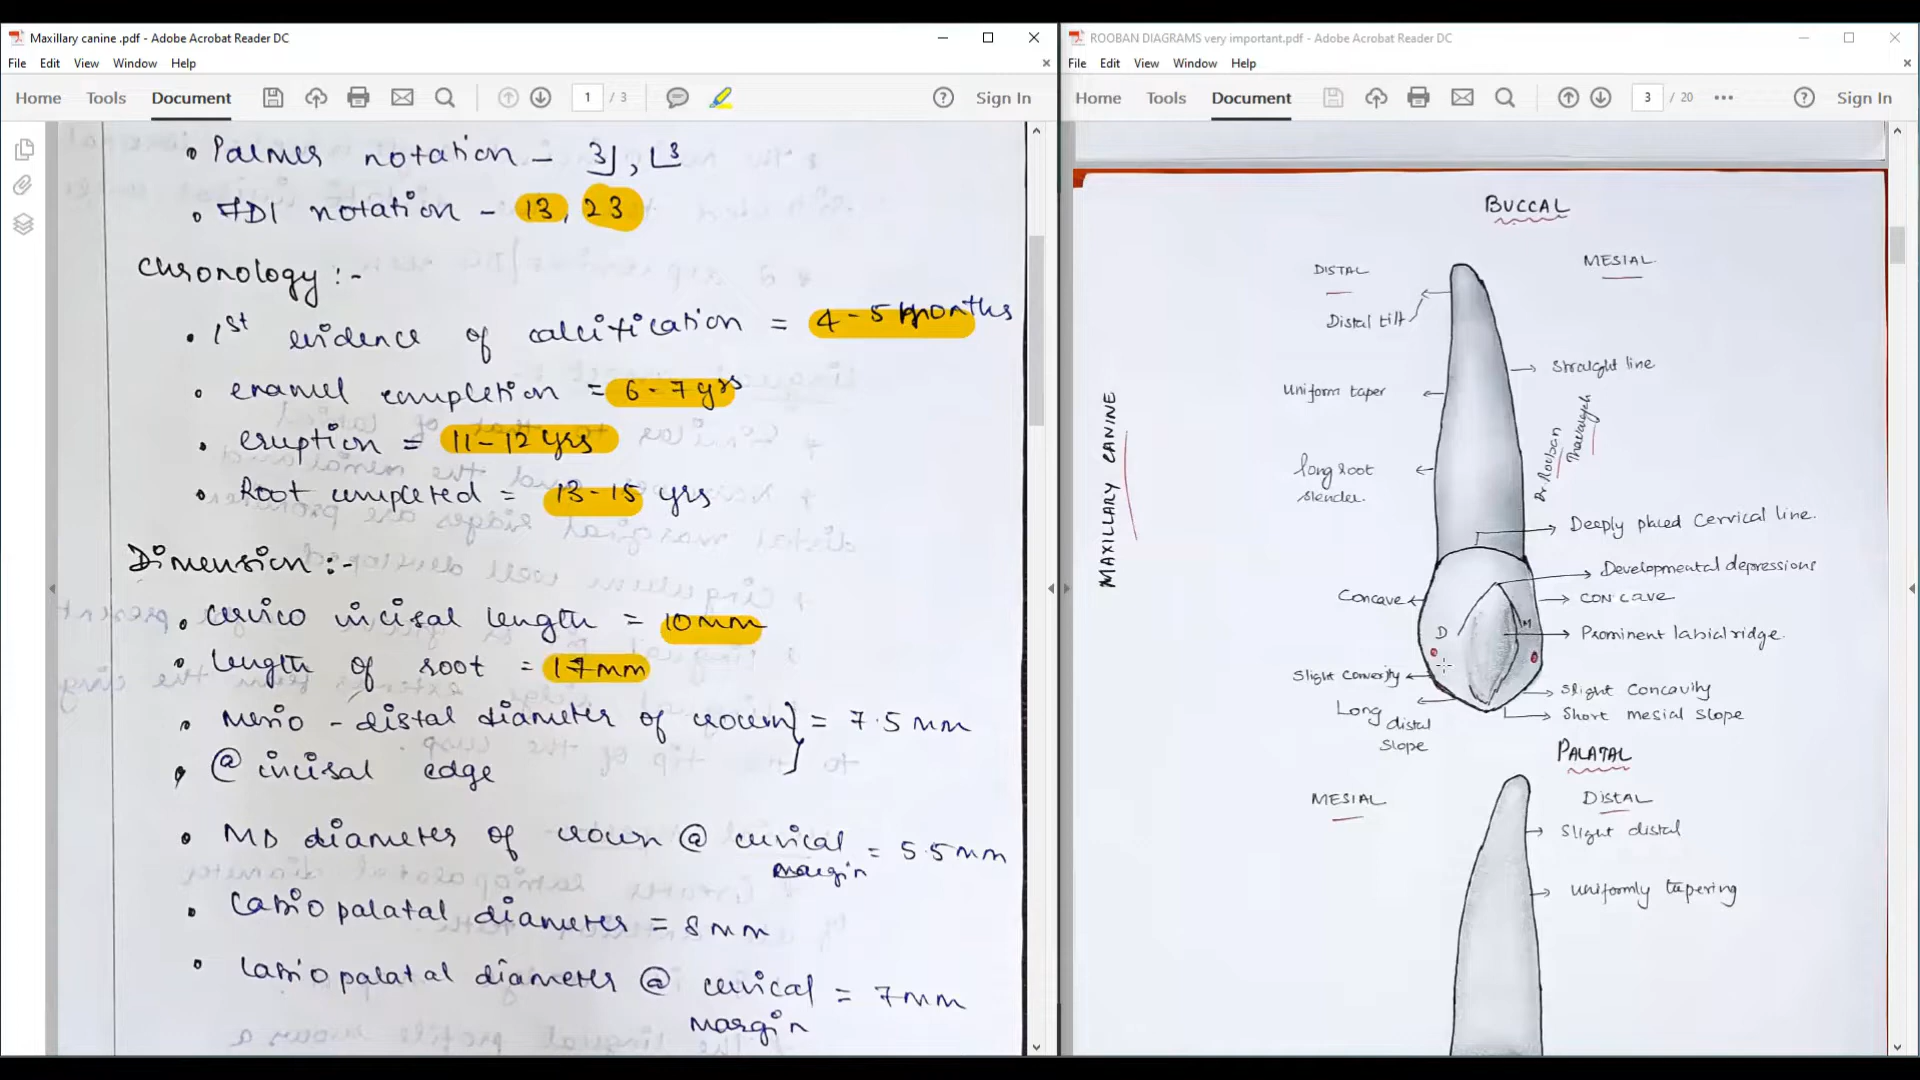 Maxillary canine .pdf - Adobe Acrobat Reader DC
File Edit View Window Help
Home Tools Document 1 / 3 Sign In
• Palmer notation - 3┘, └3
• FDI notation - 13, 23
Chronology :-
• 1st evidence of calcification = 4-5 months
• enamel completion = 6-7 yrs
• eruption = 11-12 yrs
• Root completed = 13-15 yrs
Dimension :-
• cervico incisal length = 10mm
• length of root = 17mm
• Mesio-distal diameter of crown } = 7.5 mm
• @ incisal edge
• MD diameter of crown @ cervical margin = 5.5mm
• Labiopalatal diameter = 8mm
• labiopalatal diameter @ cervical margin = 7mm
ROOBAN DIAGRAMS very important.pdf - Adobe Acrobat Reader DC
File Edit View Window Help
Home Tools Document 3 / 20 Sign In
BUCCAL
DISTAL
MESIAL
Distal tilt
Straight line
Uniform taper
MAXILLARY CANINE
Dr. Rooban
Thavarajah
long root
slender.
Deeply placed Cervical line.
Developmental depressions
Concave
CONCAVE
D
M
Prominent labial ridge.
Slight Convexity
Slight Concavity
Long distal
slope
Short mesial slope
PALATAL
MESIAL
DISTAL
Slight distal
Uniformly tapering